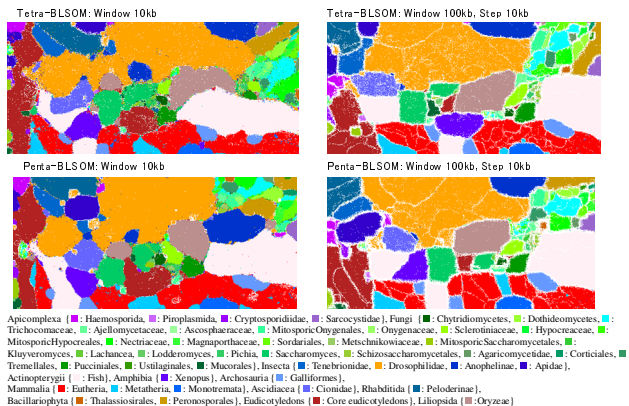 Tetra-BLSOM: Window 10kb
Tetra-BLSOM: Window 100kb, Step 10kb
Penta-BLSOM: Window 10kb
Penta-BLSOM: Window 100kb, Step 10kb
Apicomplexa {■: Haemosporida, ■: Piroplasmida, ■: Cryptosporidiidae, ■: Sarcocystidae}, Fungi {■: Chytridiomycetes, ■: Dothideomycetes, ■:
Trichocomaceae, ■: Ajellomycetaceae, ■: Ascosphaeraceae, ■: MitosporicOnygenales, ■: Onygenaceae, ■: Sclerotiniaceae, ■: Hypocreaceae, ■:
MitosporicHypocreales, ■: Nectriaceae, ■: Magnaporthaceae, ■: Sordariales, ■: Metschnikowiaceae, ■: MitosporicSaccharomycetales, ■:
Kluyveromyces, ■: Lachancea, ■: Lodderomyces, ■: Pichia, ■: Saccharomyces, ■: Schizosaccharomycetales, ■: Agaricomycetidae, ■: Corticiales, ■:
Tremellales, ■: Pucciniales, ■: Ustilaginales, ■: Mucorales}, Insecta {■: Tenebrionidae, ■: Drosophilidae, ■: Anophelinae, ■: Apidae},
Actinopterygii {■: Fish}, Amphibia {■: Xenopus}, Archosauria {■: Galliformes},
Mammalia {■: Eutheria, ■: Metatheria, ■: Monotremata}, Ascidiacea {■: Cionidae}, Rhabditida {■: Peloderinae},
Bacillariophyta {■: Thalassiosirales, ■: Peronosporales}, Eudicotyledons {■: Core eudicotyledons}, Liliopsida {■:Oryzeae}